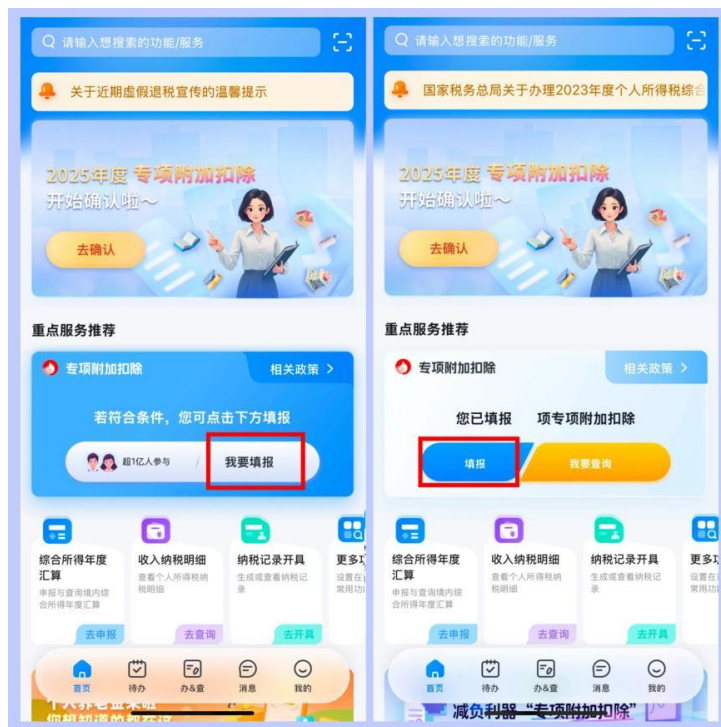 请输入想搜索的功能/服务
关于近期虚假退税宣传的温馨提示
2025年度 专项附加扣除
开始确认啦~
去确认
重点服务推荐
专项附加扣除
相关政策 >
若符合条件，您可点击下方填报
超1亿人参与
我要填报
综合所得年度
汇算
申报与查询境内综
合所得年度汇算
去申报
收入纳税明细
查看个人所得税纳
税明细
去查询
纳税记录开具
生成或查看纳税记
录
去开具
更多
设置在
常用功
首页
待办
办&查
消息
我的
请输入想搜索的功能/服务
国家税务总局关于办理2023年度个人所得税综合
2025年度 专项附加扣除
开始确认啦~
去确认
重点服务推荐
专项附加扣除
相关政策 >
您已填报 项专项附加扣除
填报
我要查询
综合所得年度
汇算
申报与查询境内综
合所得年度汇算
去申报
收入纳税明细
查看个人所得税纳
税明细
去查询
纳税记录开具
生成或查看纳税记
录
去开具
更多
设置在
常用功
首页
待办
办&查
消息
我的
减负利器“专项附加扣除”